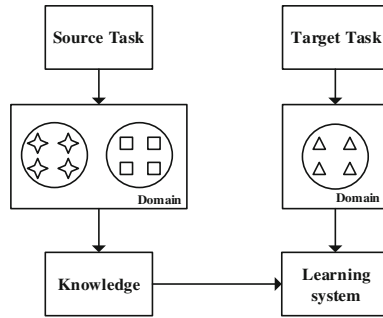 Source Task
Target Task
Domain
Domain
Knowledge
Learning
system